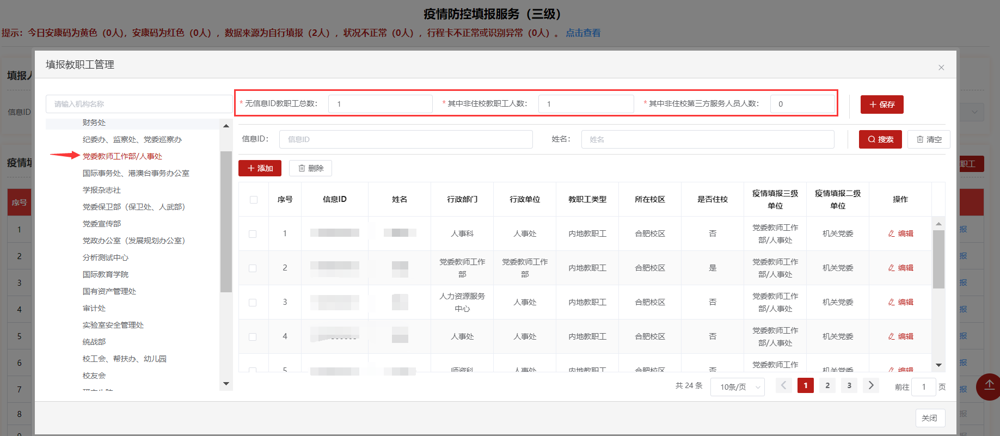 疫情防控填报服务（三级）
提示：今日安康码为黄色（0人），安康码为红色（0人），数据来源为自行填报（2人），状况不正常（0人），行程卡不正常或识别异常（0人）。 点击查看
填报人
信息ID
疫情填
职工
序号
1
2
3
4
5
6
7
8
9
报
报
报
报
报
报
报
报
报
填报教职工管理
请输入机构名称
财务处
纪委办、监察处、党委巡察办
党委教师工作部/人事处
国际事务处、港澳台事务办公室
学报杂志社
党委保卫部（保卫处、人武部）
党委宣传部
党政办公室（发展规划办公室）
分析测试中心
国际教育学院
国有资产管理处
审计处
实验室安全管理处
统战部
校工会、帮扶办、幼儿园
校友会
* 无信息ID教职工总数： 1 * 其中非住校教职工人数： 1 * 其中非住校第三方服务人员人数： 0 + 保存
信息ID： 信息ID 姓名： 姓名 搜索 清空
+ 添加 删除
序号 信息ID 姓名 行政部门 行政单位 教职工类型 所在校区 是否住校 疫情填报三级单位 疫情填报二级单位 操作
1 人事科 人事处 内地教职工 合肥校区 否 党委教师工作部/人事处 机关党委 编辑
2 党委教师工作部 党委教师工作部 内地教职工 合肥校区 是 党委教师工作部/人事处 机关党委 编辑
3 人力资源服务中心 人事处 内地教职工 合肥校区 否 党委教师工作部/人事处 机关党委 编辑
4 人事处 人事处 内地教职工 合肥校区 否 党委教师工作部/人事处 机关党委 编辑
5 师资科 人事处 内地教职工 合肥校区 否 党委教师工作 机关党委 编辑
共 24 条 10条/页 1 2 3 前往 1 页
关闭